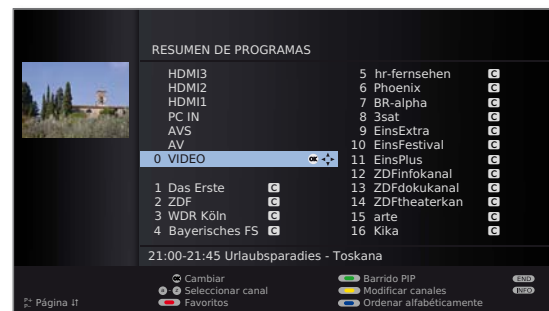 RESUMEN DE PROGRAMAS
HDMI3
HDMI2
HDMI1
PC IN
AVS
AV
0 VIDEO OK
1 Das Erste C
2 ZDF C
3 WDR Köln C
4 Bayerisches FS C
5 hr-fernsehen C
6 Phoenix C
7 BR-alpha C
8 3sat C
9 EinsExtra C
10 EinsFestival C
11 EinsPlus C
12 ZDFinfokanal C
13 ZDFdokukanal C
14 ZDFtheaterkan C
15 arte C
16 Kika C
21:00-21:45 Urlaubsparadies - Toskana
P+ P- Página
OK Cambiar
Seleccionar canal
Favoritos
Barrido PIP
Modificar canales
Ordenar alfabéticamente
END
INFO